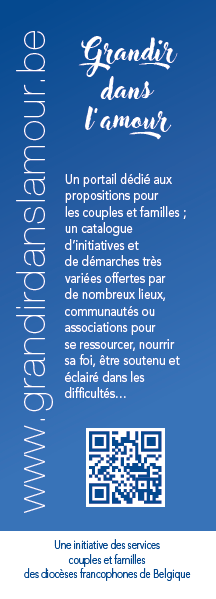 www.grandirdanslamour.be
Grandir
dans
l'amour
Un portail dédié aux
propositions pour
les couples et familles ;
un catalogue
d'initiatives et
de démarches très
variées offertes par
de nombreux lieux,
communautés ou
associations pour
se ressourcer, nourrir
sa foi, être soutenu et
éclairé dans les
difficultés...
Une initiative des services
couples et familles
des diocèses francophones de Belgique